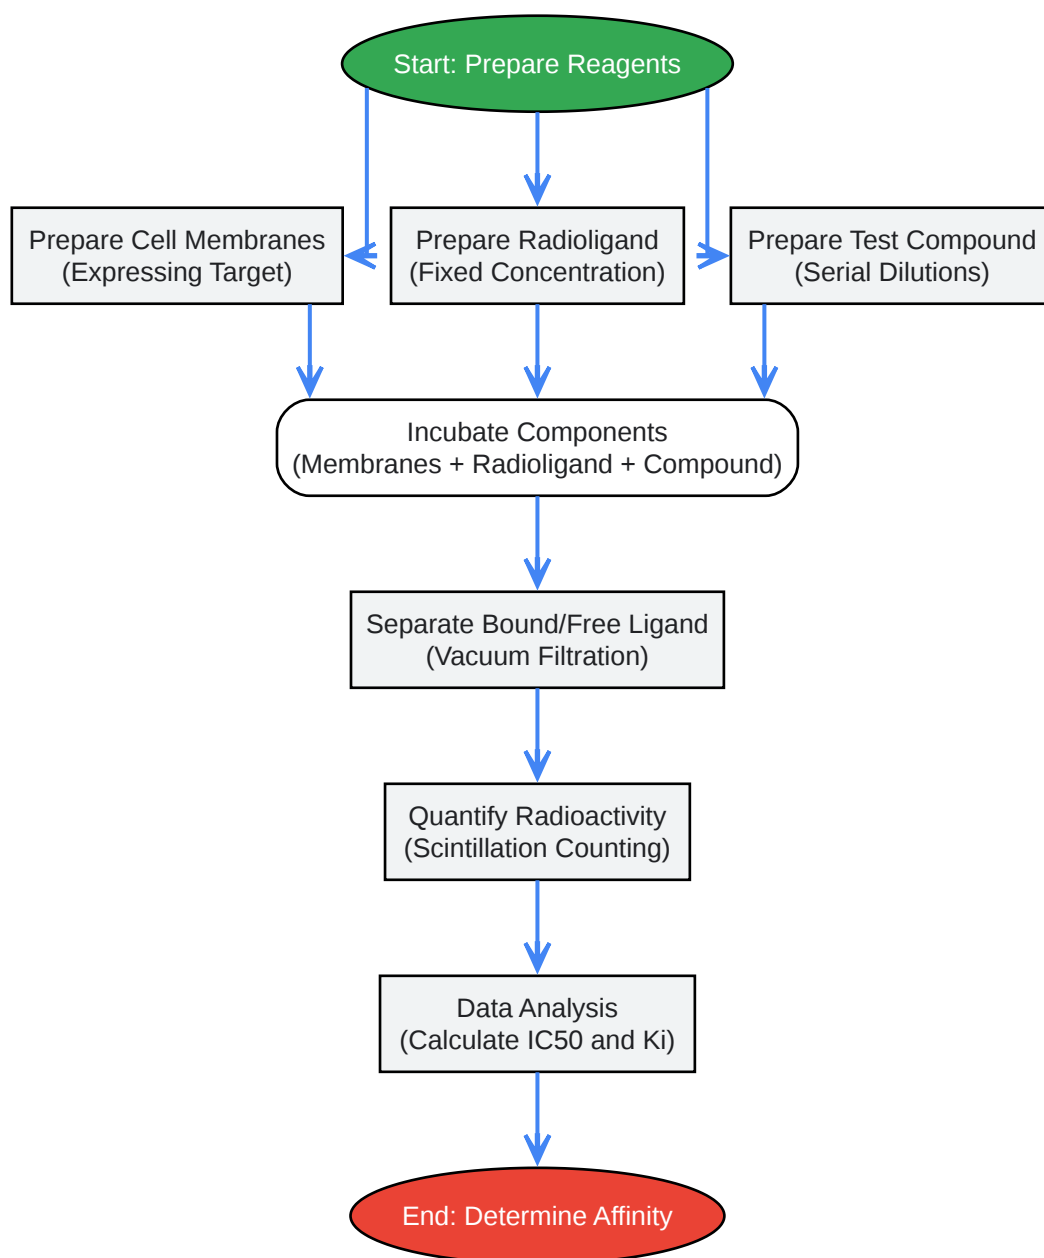 Start: Prepare Reagents
Prepare Cell Membranes
(Expressing Target)
Prepare Radioligand
(Fixed Concentration)
Prepare Test Compound
(Serial Dilutions)
Incubate Components
(Membranes + Radioligand + Compound)
Separate Bound/Free Ligand
(Vacuum Filtration)
Quantify Radioactivity
(Scintillation Counting)
Data Analysis
(Calculate IC50 and Ki)
End: Determine Affinity